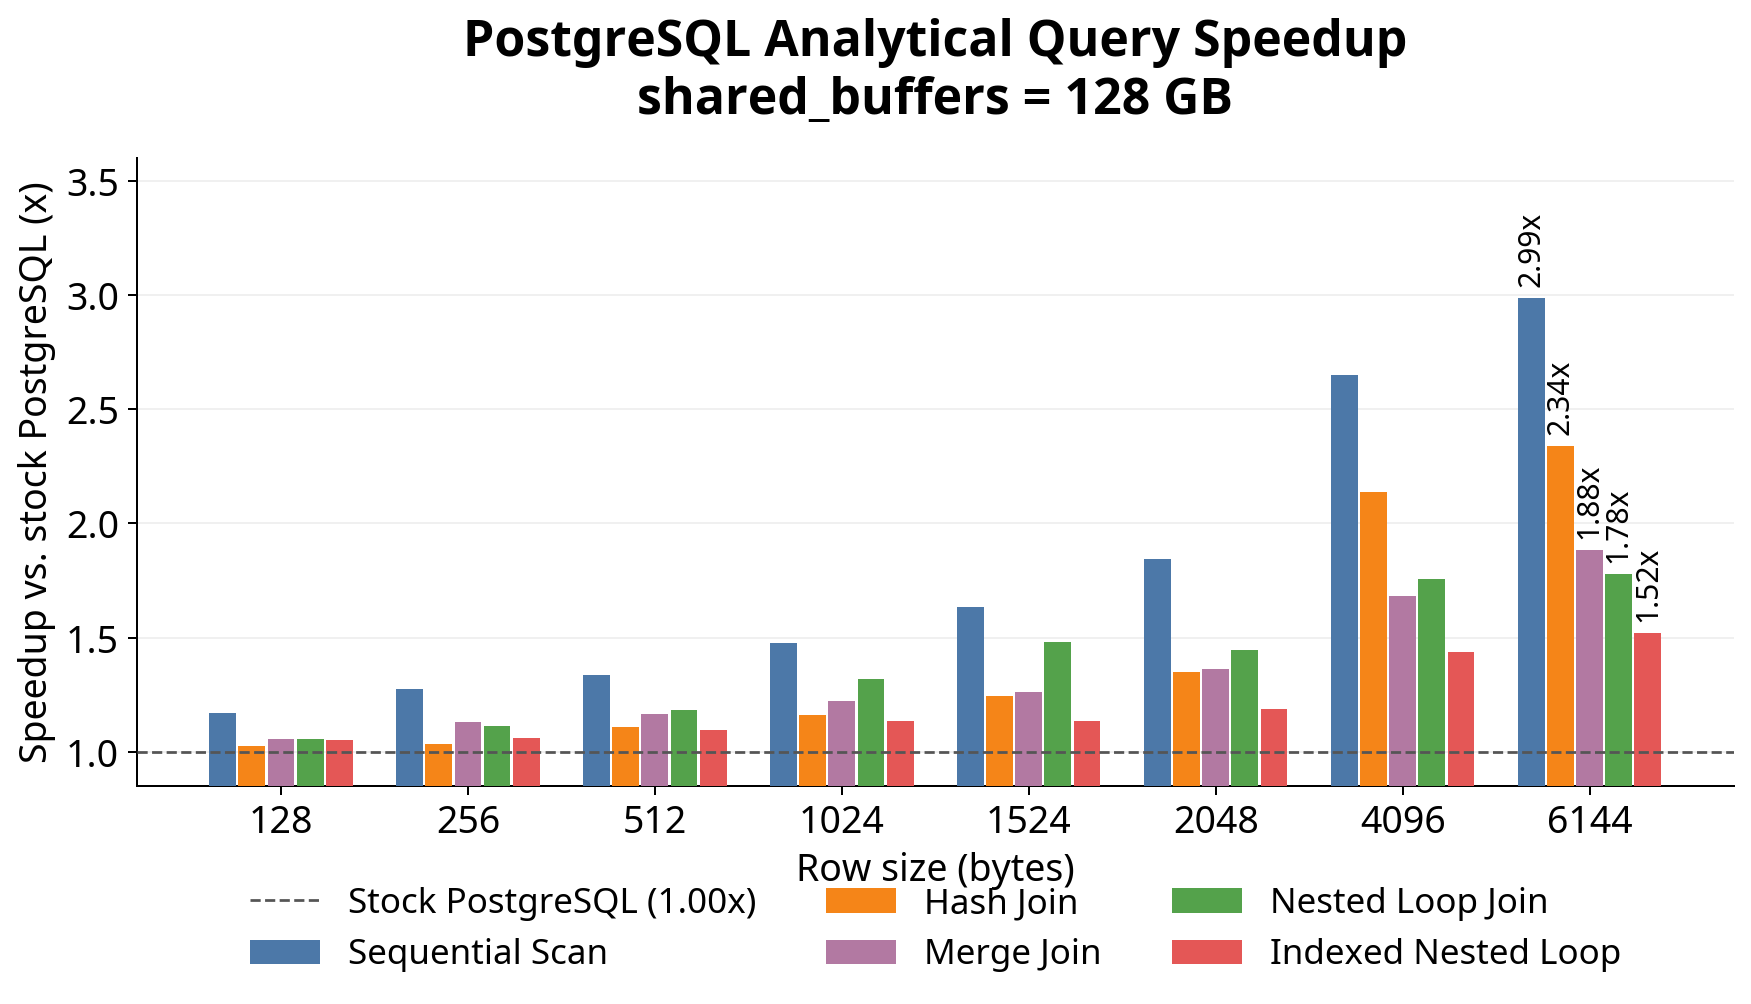 PostgreSQL Analytical Query Speedup
shared_buffers = 128 GB
Speedup vs. stock PostgreSQL (x)
3.5
3.0
2.5
2.0
1.5
1.0
2.99x
2.34x
1.88x
1.78x
1.52x
128 256 512 1024 1524 2048 4096 6144
Row size (bytes)
Stock PostgreSQL (1.00x) Hash Join Nested Loop Join
Sequential Scan Merge Join Indexed Nested Loop